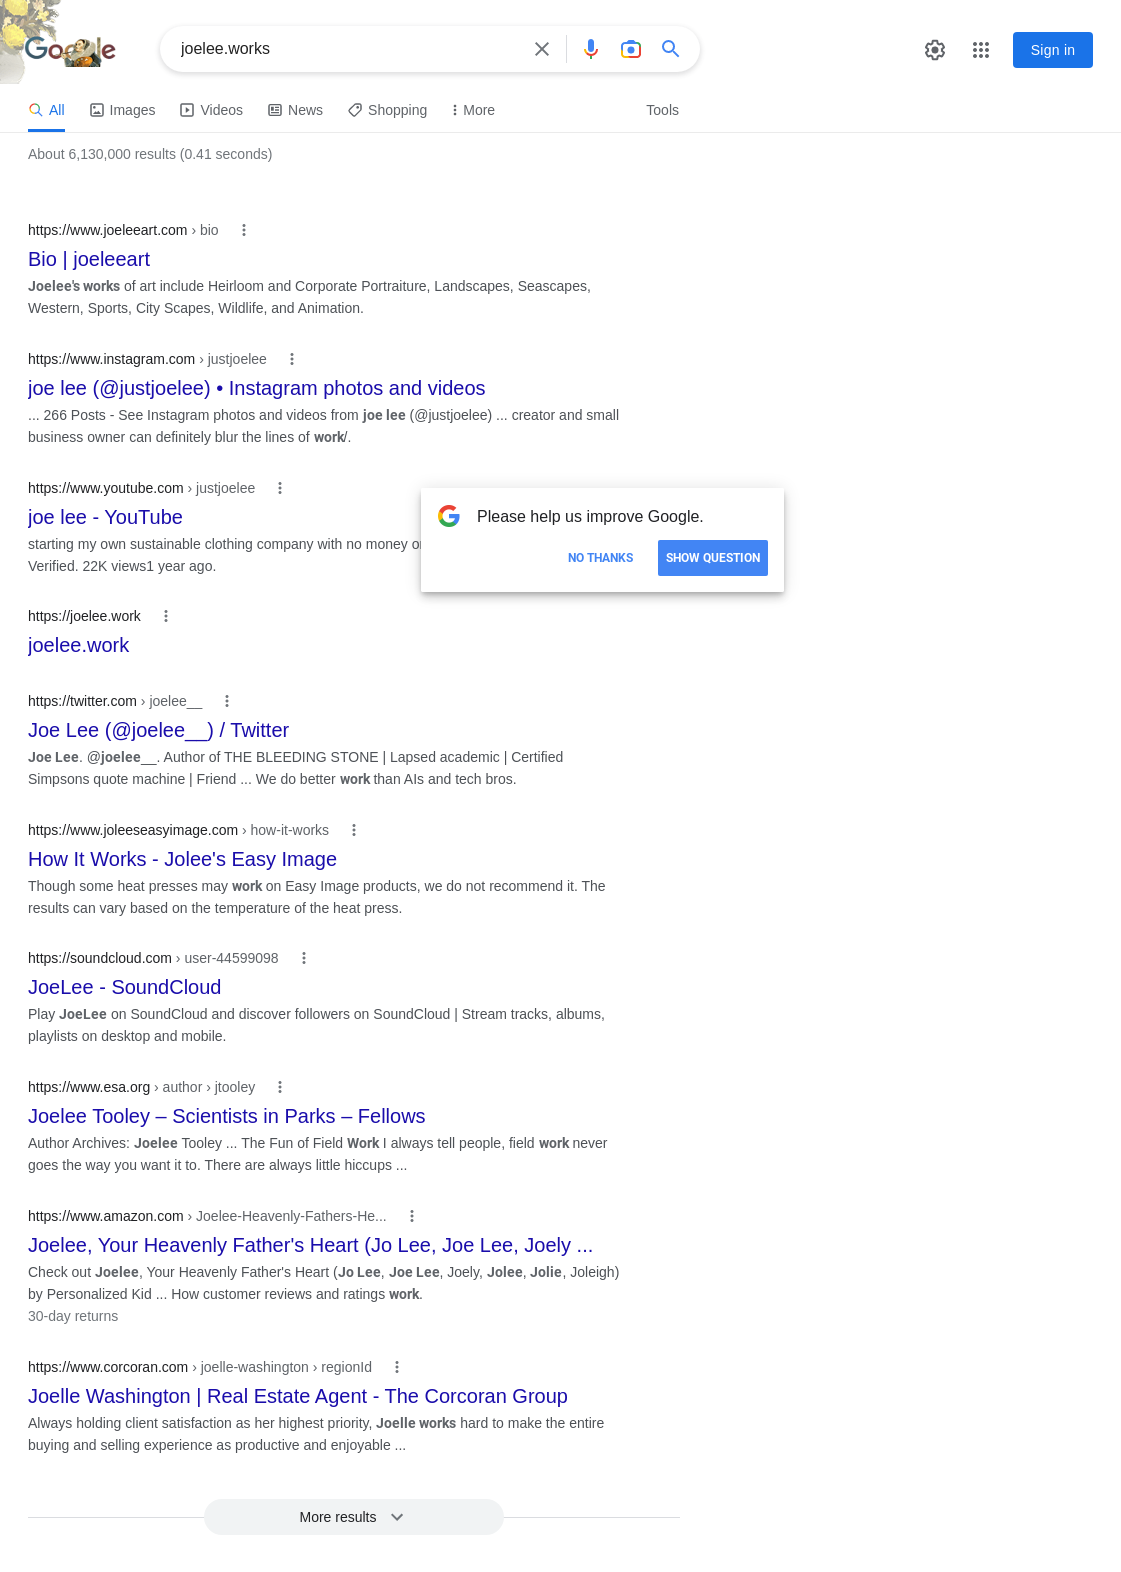 Google
joelee.works
Sign in
All
Images
Videos
News
Shopping
More
Tools
About 6,130,000 results (0.41 seconds)
https://www.joeleeart.com › bio
Bio | joeleeart
Joelee's works of art include Heirloom and Corporate Portraiture, Landscapes, Seascapes,
Western, Sports, City Scapes, Wildlife, and Animation.
https://www.instagram.com › justjoelee
joe lee (@justjoelee) • Instagram photos and videos
... 266 Posts - See Instagram photos and videos from joe lee (@justjoelee) ... creator and small
business owner can definitely blur the lines of work/.
https://www.youtube.com › justjoelee
joe lee - YouTube
starting my own sustainable clothing company with no money
Verified. 22K views1 year ago.
Please help us improve Google.
NO THANKS
SHOW QUESTION
https://joelee.work
joelee.work
https://twitter.com › joelee__
Joe Lee (@joelee__) / Twitter
Joe Lee. @joelee__. Author of THE BLEEDING STONE | Lapsed academic | Certified
Simpsons quote machine | Friend ... We do better work than AIs and tech bros.
https://www.joleeseasyimage.com › how-it-works
How It Works - Jolee's Easy Image
Though some heat presses may work on Easy Image products, we do not recommend it. The
results can vary based on the temperature of the heat press.
https://soundcloud.com › user-44599098
JoeLee - SoundCloud
Play JoeLee on SoundCloud and discover followers on SoundCloud | Stream tracks, albums,
playlists on desktop and mobile.
https://www.esa.org › author › jtooley
Joelee Tooley – Scientists in Parks – Fellows
Author Archives: Joelee Tooley ... The Fun of Field Work I always tell people, field work never
goes the way you want it to. There are always little hiccups ...
https://www.amazon.com › Joelee-Heavenly-Fathers-He...
Joelee, Your Heavenly Father's Heart (Jo Lee, Joe Lee, Joely ...
Check out Joelee, Your Heavenly Father's Heart (Jo Lee, Joe Lee, Joely, Jolee, Jolie, Joleigh)
by Personalized Kid ... How customer reviews and ratings work.
30-day returns
https://www.corcoran.com › joelle-washington › regionId
Joelle Washington | Real Estate Agent - The Corcoran Group
Always holding client satisfaction as her highest priority, Joelle works hard to make the entire
buying and selling experience as productive and enjoyable ...
More results